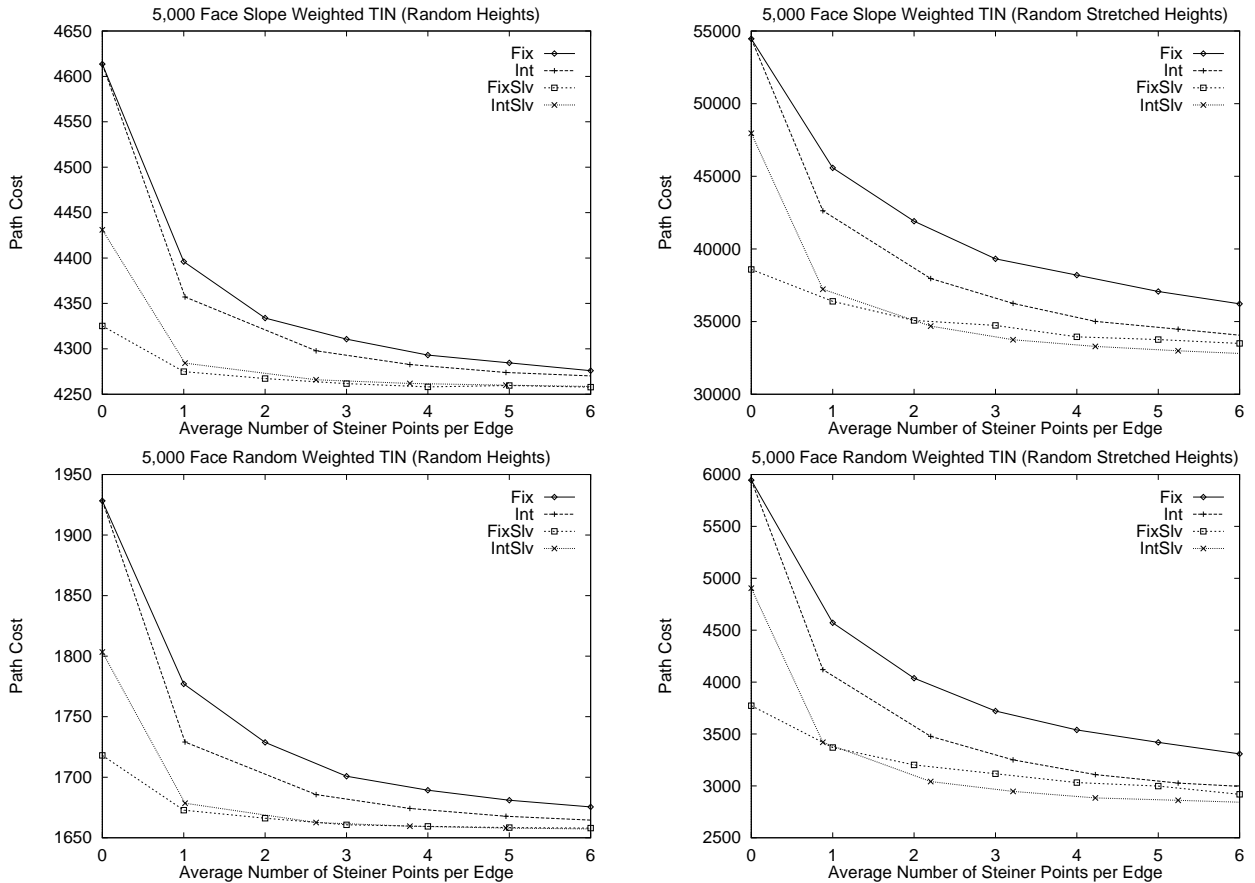 5,000 Face Slope Weighted TIN (Random Heights)
4650
4600
4550
4500
4450
4400
4350
4300
4250
Path Cost
Fix
Int
FixSlv
IntSlv
0 1 2 3 4 5 6
Average Number of Steiner Points per Edge
5,000 Face Slope Weighted TIN (Random Stretched Heights)
55000
50000
45000
40000
35000
30000
Path Cost
Fix
Int
FixSlv
IntSlv
0 1 2 3 4 5 6
Average Number of Steiner Points per Edge
5,000 Face Random Weighted TIN (Random Heights)
1950
1900
1850
1800
1750
1700
1650
Path Cost
Fix
Int
FixSlv
IntSlv
0 1 2 3 4 5 6
Average Number of Steiner Points per Edge
5,000 Face Random Weighted TIN (Random Stretched Heights)
6000
5500
5000
4500
4000
3500
3000
2500
Path Cost
Fix
Int
FixSlv
IntSlv
0 1 2 3 4 5 6
Average Number of Steiner Points per Edge